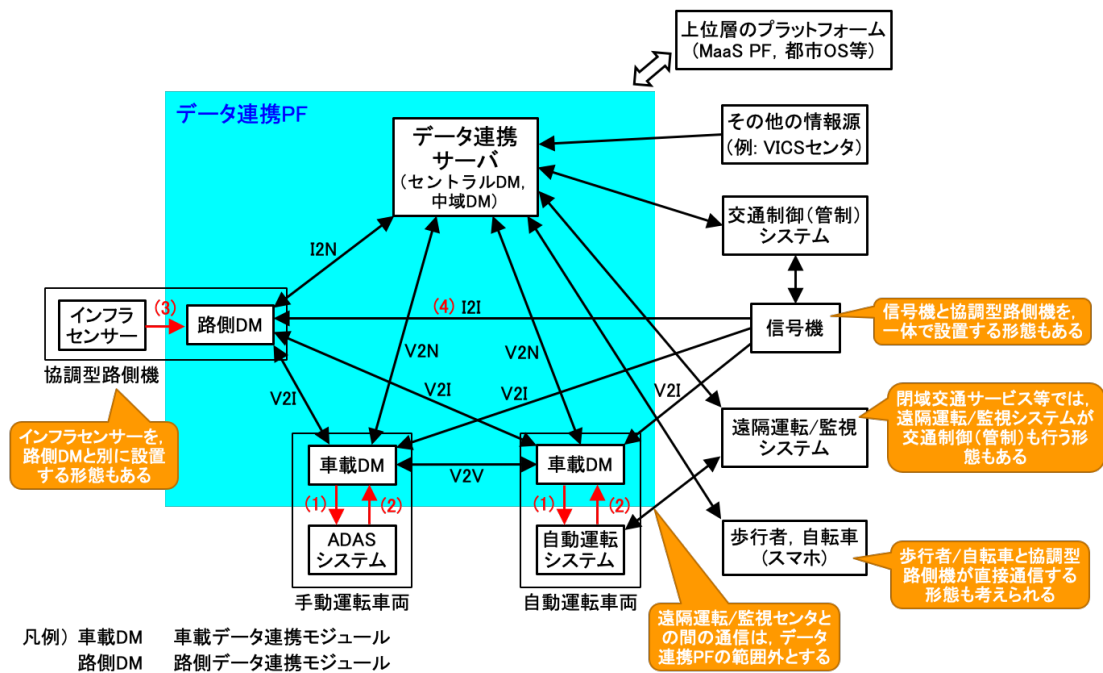 上位層のプラットフォーム
(MaaS PF, 都市OS等)
データ連携PF
データ連携
サーバ
(セントラルDM,
中域DM)
その他の情報源
(例: VICSセンタ)
交通制御(管制)
システム
I2N
インフラ
センサー
(3)
路側DM
(4) I2I
信号機
信号機と協調型路側機を,
一体で設置する形態もある
協調型路側機
V2I
V2N
V2N
V2I
V2I
V2I
インフラセンサーを,
路側DMと別に設置
する形態もある
遠隔運転/監視
システム
閉域交通サービス等では,
遠隔運転/監視システムが
交通制御(管制)も行う形
態もある
車載DM
V2V
車載DM
(1)
(2)
(1)
(2)
ADAS
システム
自動運転
システム
歩行者, 自転車
(スマホ)
歩行者/自転車と協調型
路側機が直接通信する
形態も考えられる
手動運転車両
自動運転車両
遠隔運転/監視センタと
の間の通信は, データ
連携PFの範囲外とする
凡例) 車載DM 車載データ連携モジュール
路側DM 路側データ連携モジュール